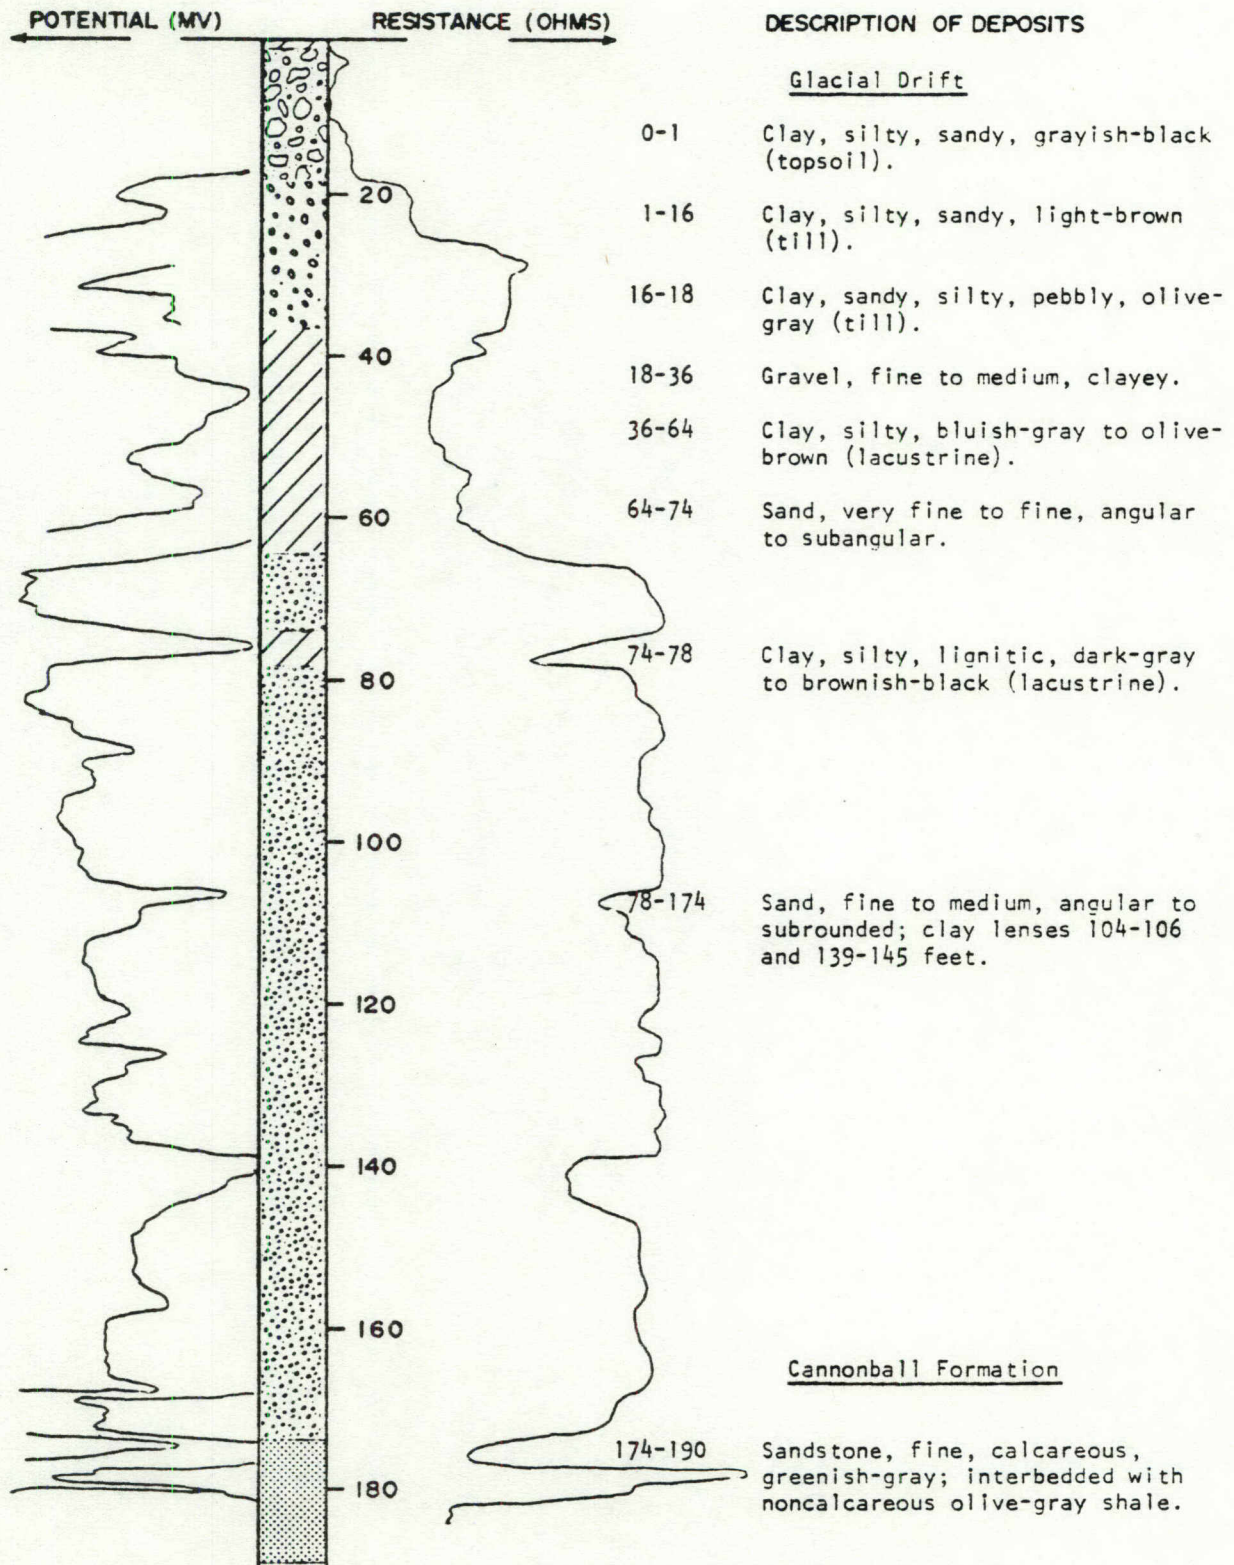 POTENTIAL (MV)
RESISTANCE (OHMS)
DESCRIPTION OF DEPOSITS
Glacial Drift
0-1 Clay, silty, sandy, grayish-black
(topsoil).
20
1-16 Clay, silty, sandy, light-brown
(till).
16-18 Clay, sandy, silty, pebbly, olive-
gray (till).
40
18-36 Gravel, fine to medium, clayey.
36-64 Clay, silty, bluish-gray to olive-
brown (lacustrine).
60
64-74 Sand, very fine to fine, angular
to subangular.
74-78 Clay, silty, lignitic, dark-gray
to brownish-black (lacustrine).
80
100
78-174 Sand, fine to medium, angular to
subrounded; clay lenses 104-106
and 139-145 feet.
120
140
160
Cannonball Formation
174-190 Sandstone, fine, calcareous,
greenish-gray; interbedded with
noncalcareous olive-gray shale.
180